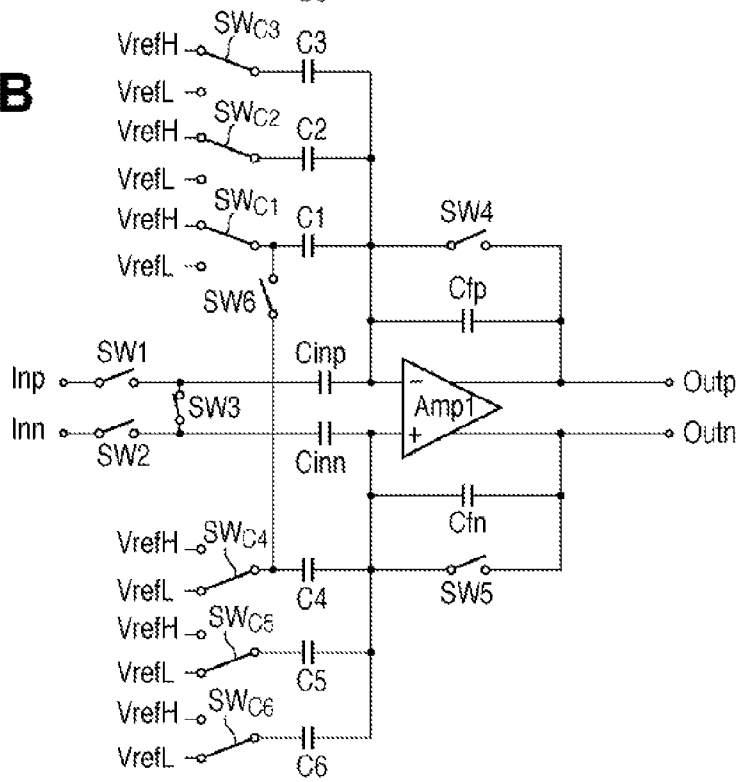 B
VrefH SWC3 C3
VrefL
VrefH SWC2 C2
VrefL
VrefH SWC1 C1
VrefL
SW4
SW6
Cfp
SW1 Cinp
Inp Outp
SW3 Amp1
− +
Inn Outn
SW2 Cinn
Cfn
VrefH SWC4
VrefL C4 SW5
VrefH SWC5
VrefL C5
VrefH SWC6
VrefL C6